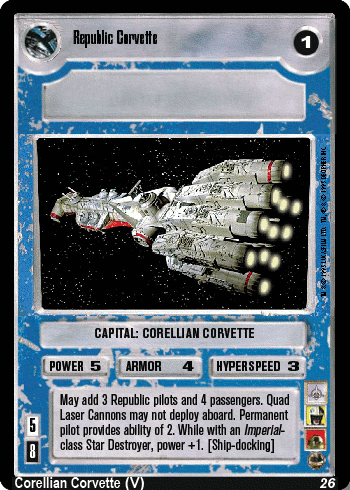 Republic Corvette
1
CAPITAL: CORELLIAN CORVETTE
POWER 5
ARMOR 4
HYPERSPEED 3
May add 3 Republic pilots and 4 passengers. Quad
Laser Cannons may not deploy aboard. Permanent
pilot provides ability of 2. While with an Imperial-
class Star Destroyer, power +1. [Ship-docking]
5
8
Corellian Corvette (V)
26